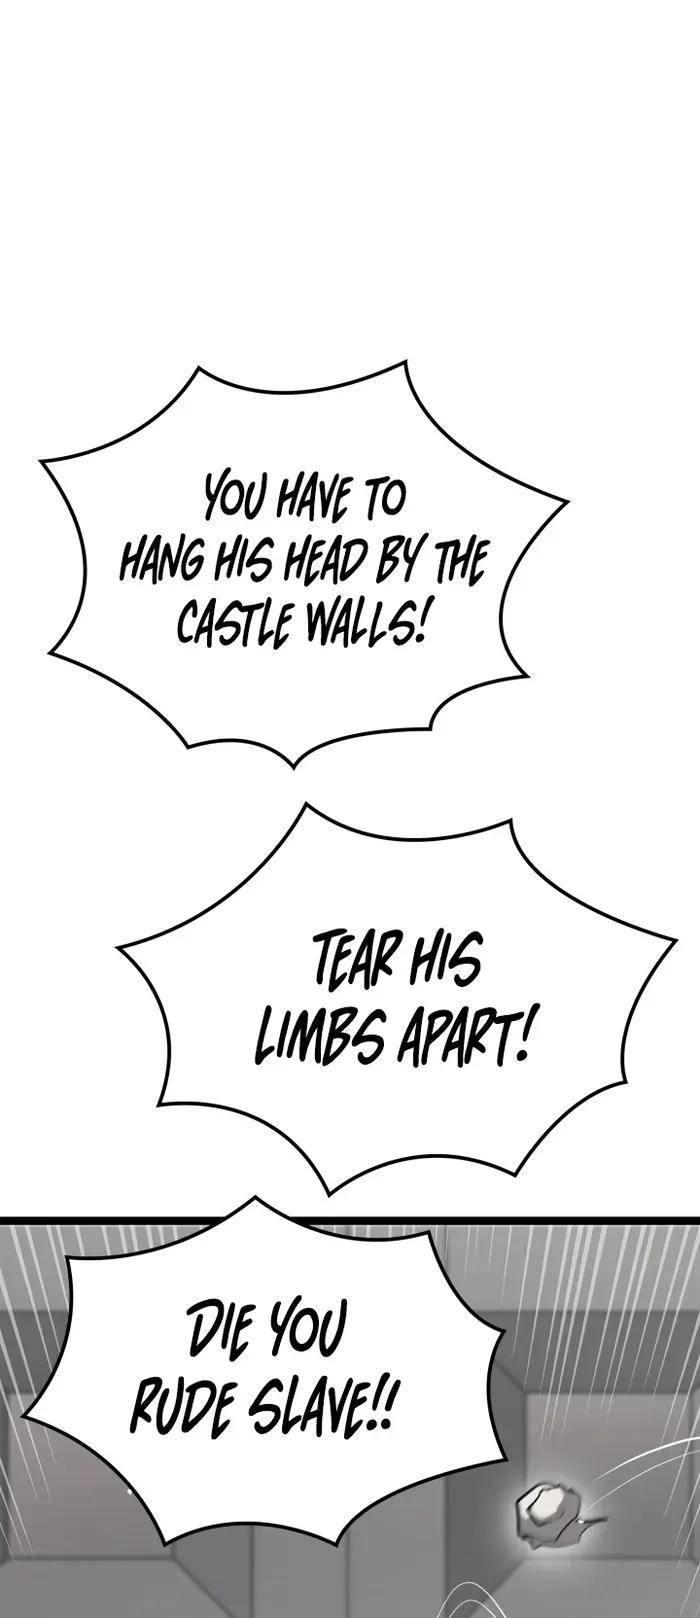 YOU HAVE TO
HANG HIS HEAD BY THE
CASTLE WALLS!
TEAR HIS
LIMBS APART!
DIE YOU
RUDE SLAVE!!